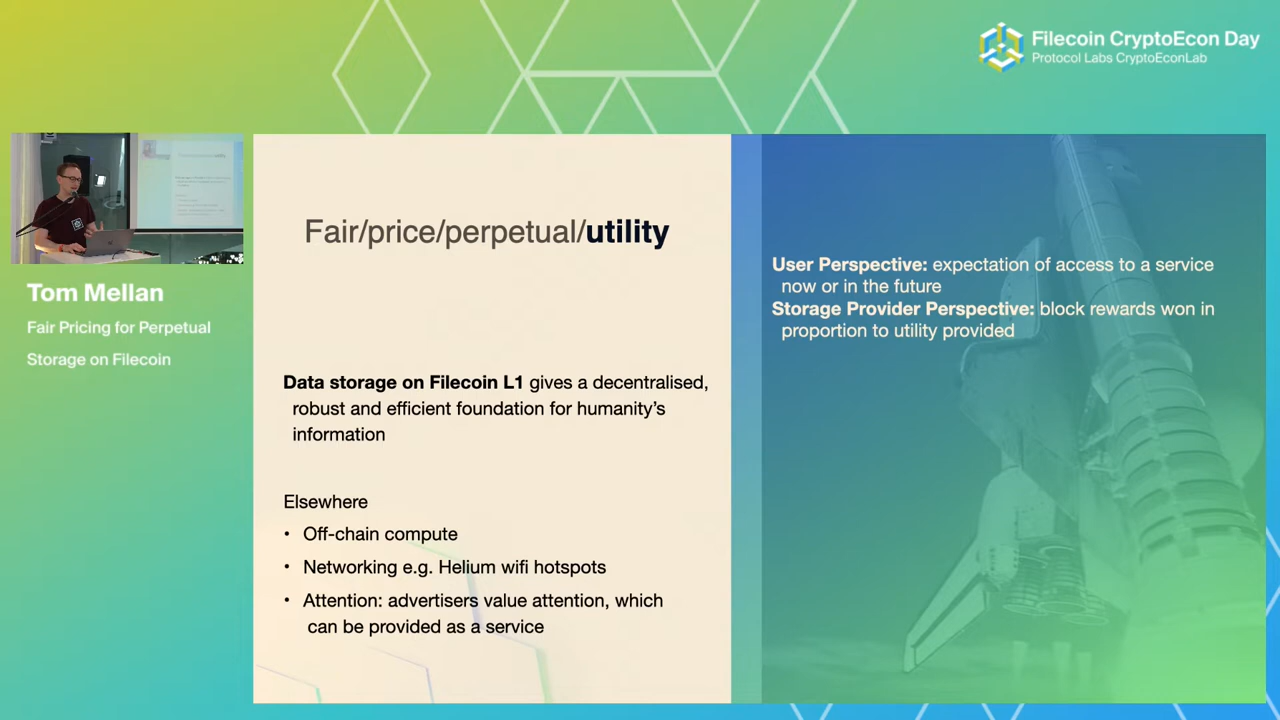 Filecoin CryptoEcon Day
Protocol Labs CryptoEconLab
Tom Mellan
Fair Pricing for Perpetual
Storage on Filecoin
Fair/price/perpetual/utility
Data storage on Filecoin L1 gives a decentralised,
robust and efficient foundation for humanity's
information
Elsewhere
• Off-chain compute
• Networking e.g. Helium wifi hotspots
• Attention: advertisers value attention, which
can be provided as a service
User Perspective: expectation of access to a service
now or in the future
Storage Provider Perspective: block rewards won in
proportion to utility provided